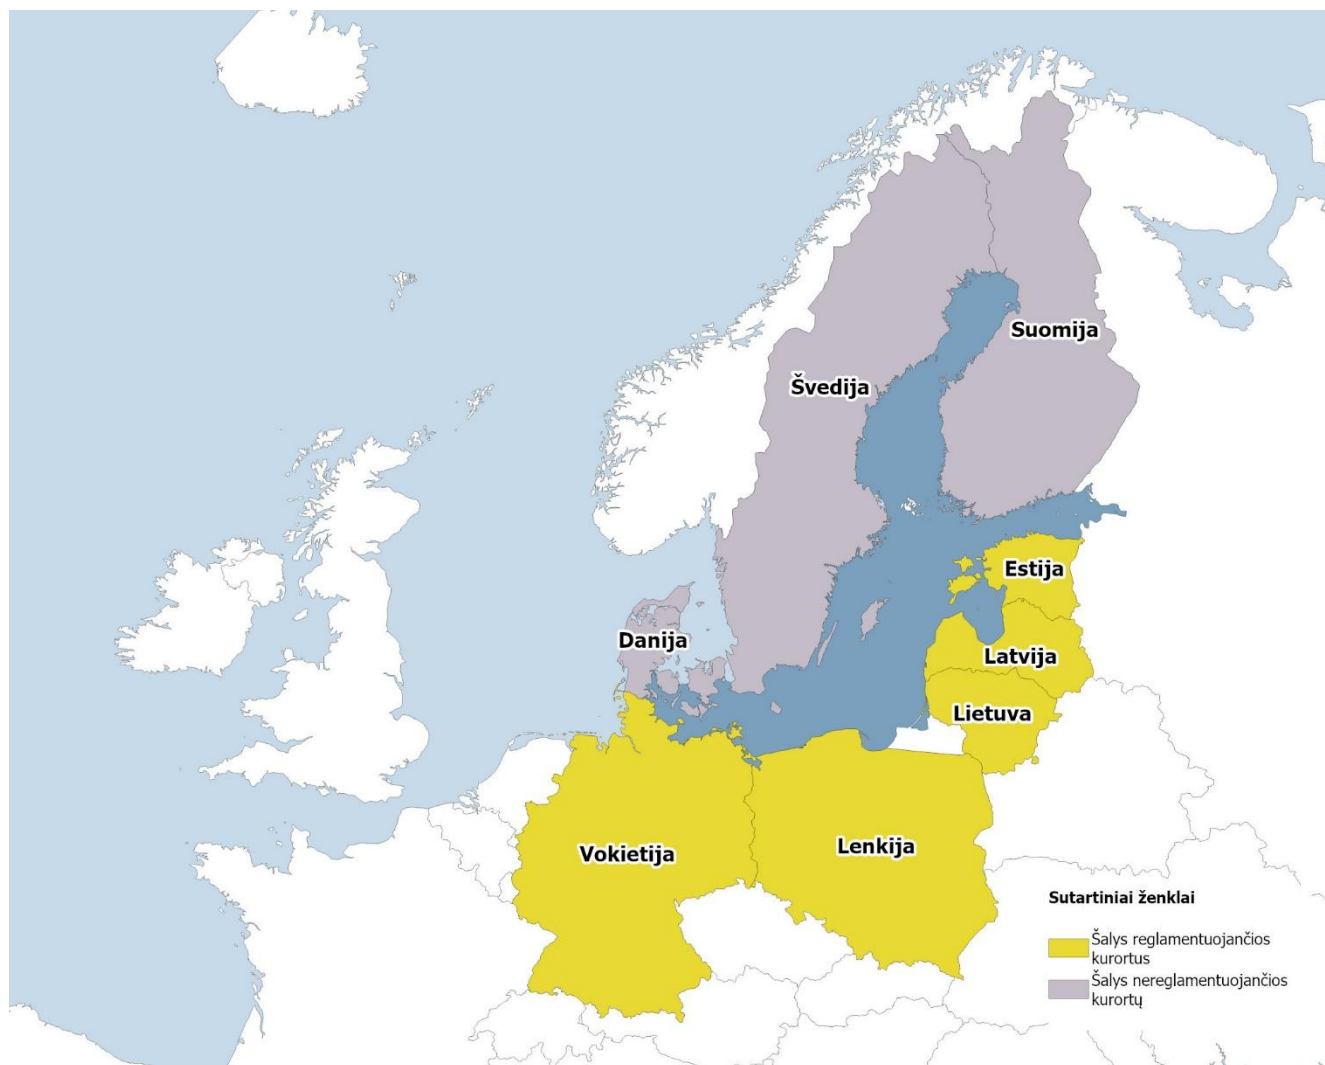 Suomija
Švedija
Estija
Danija
Latvija
Lietuva
Vokietija
Lenkija
Sutartiniai ženklai
Šalys reglamentuojančios
kurortus
Šalys nereglamentuojančios
kurortų